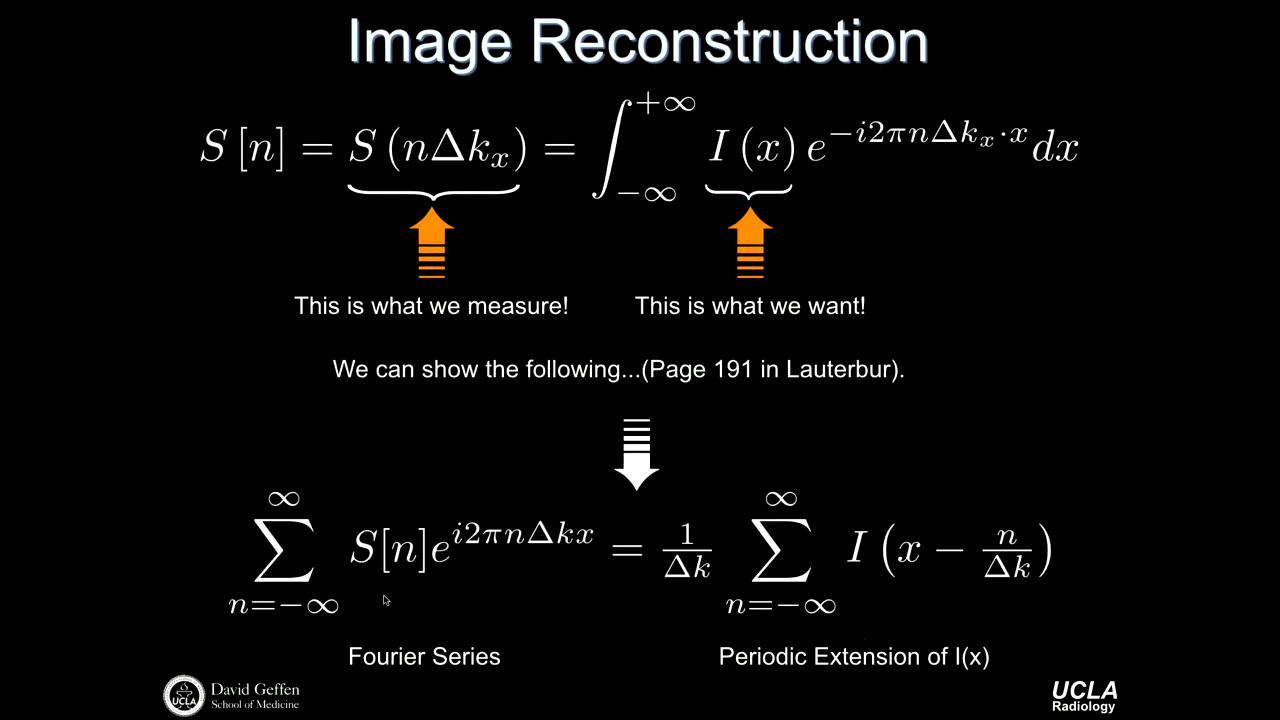 Image Reconstruction
S[n] = S(nΔk_x) = ∫_{-∞}^{+∞} I(x) e^{-i2πnΔk_x·x} dx
This is what we measure! This is what we want!
We can show the following...(Page 191 in Lauterbur).
∑_{n=-∞}^{∞} S[n]e^{i2πnΔkx} = 1/Δk ∑_{n=-∞}^{∞} I(x − n/Δk)
Fourier Series Periodic Extension of I(x)
UCLA David Geffen
School of Medicine
UCLA
Radiology